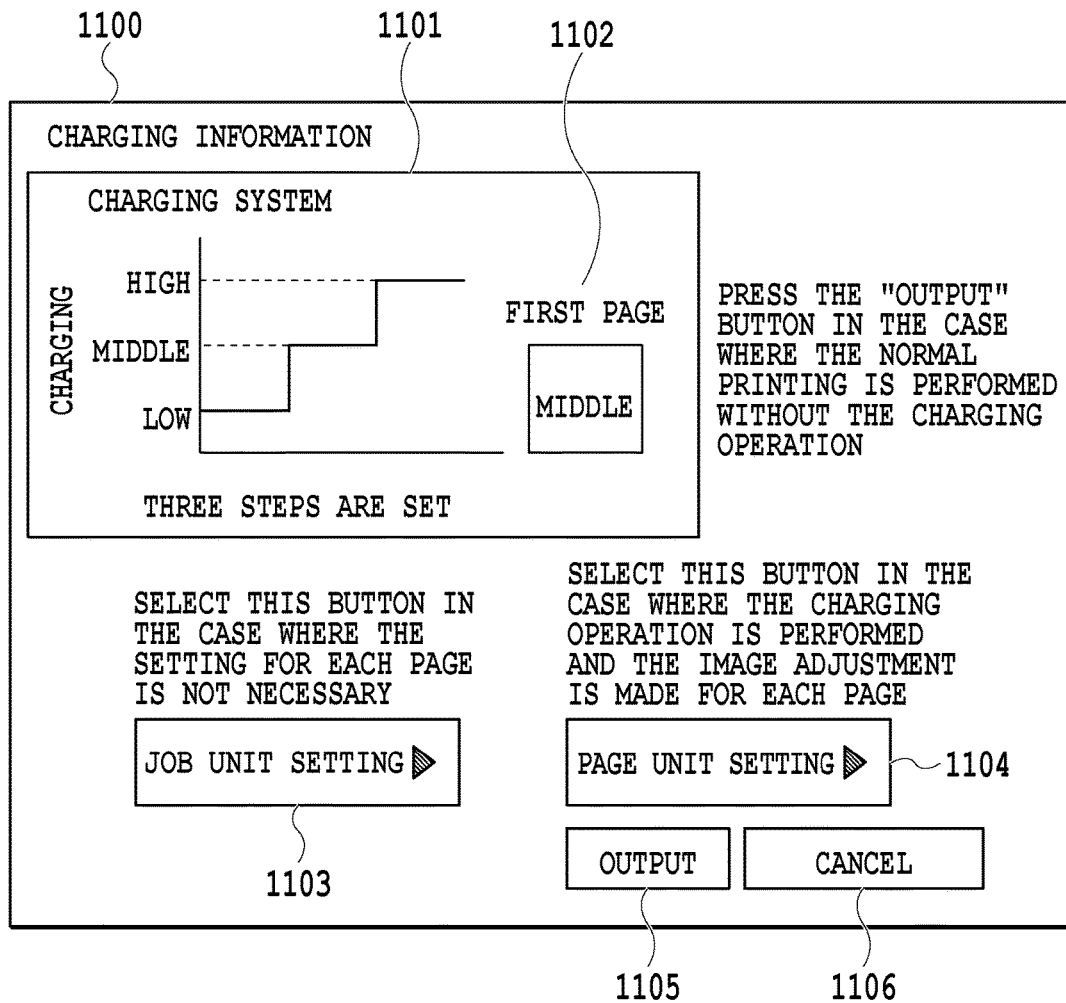 1100
1101
1102
CHARGING INFORMATION
CHARGING SYSTEM
CHARGING
HIGH
MIDDLE
LOW
THREE STEPS ARE SET
FIRST PAGE
MIDDLE
PRESS THE "OUTPUT"
BUTTON IN THE CASE
WHERE THE NORMAL
PRINTING IS PERFORMED
WITHOUT THE CHARGING
OPERATION
SELECT THIS BUTTON IN
THE CASE WHERE THE
SETTING FOR EACH PAGE
IS NOT NECESSARY
JOB UNIT SETTING
1103
SELECT THIS BUTTON IN THE
CASE WHERE THE CHARGING
OPERATION IS PERFORMED
AND THE IMAGE ADJUSTMENT
IS MADE FOR EACH PAGE
PAGE UNIT SETTING
1104
OUTPUT
CANCEL
1105
1106